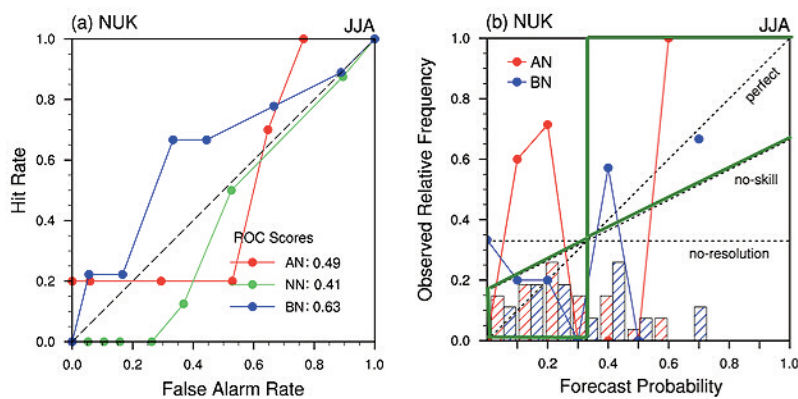 (a) NUK JJA
1.0
0.8
0.6
0.4
0.2
0.0
Hit Rate
ROC Scores
AN: 0.49
NN: 0.41
BN: 0.63
0.0 0.2 0.4 0.6 0.8 1.0
False Alarm Rate
(b) NUK JJA
1.0
0.8
0.6
0.4
0.2
0.0
Observed Relative Frequency
AN
BN
perfect
no-skill
no-resolution
0.2 0.4 0.6 0.8 1.0
Forecast Probability